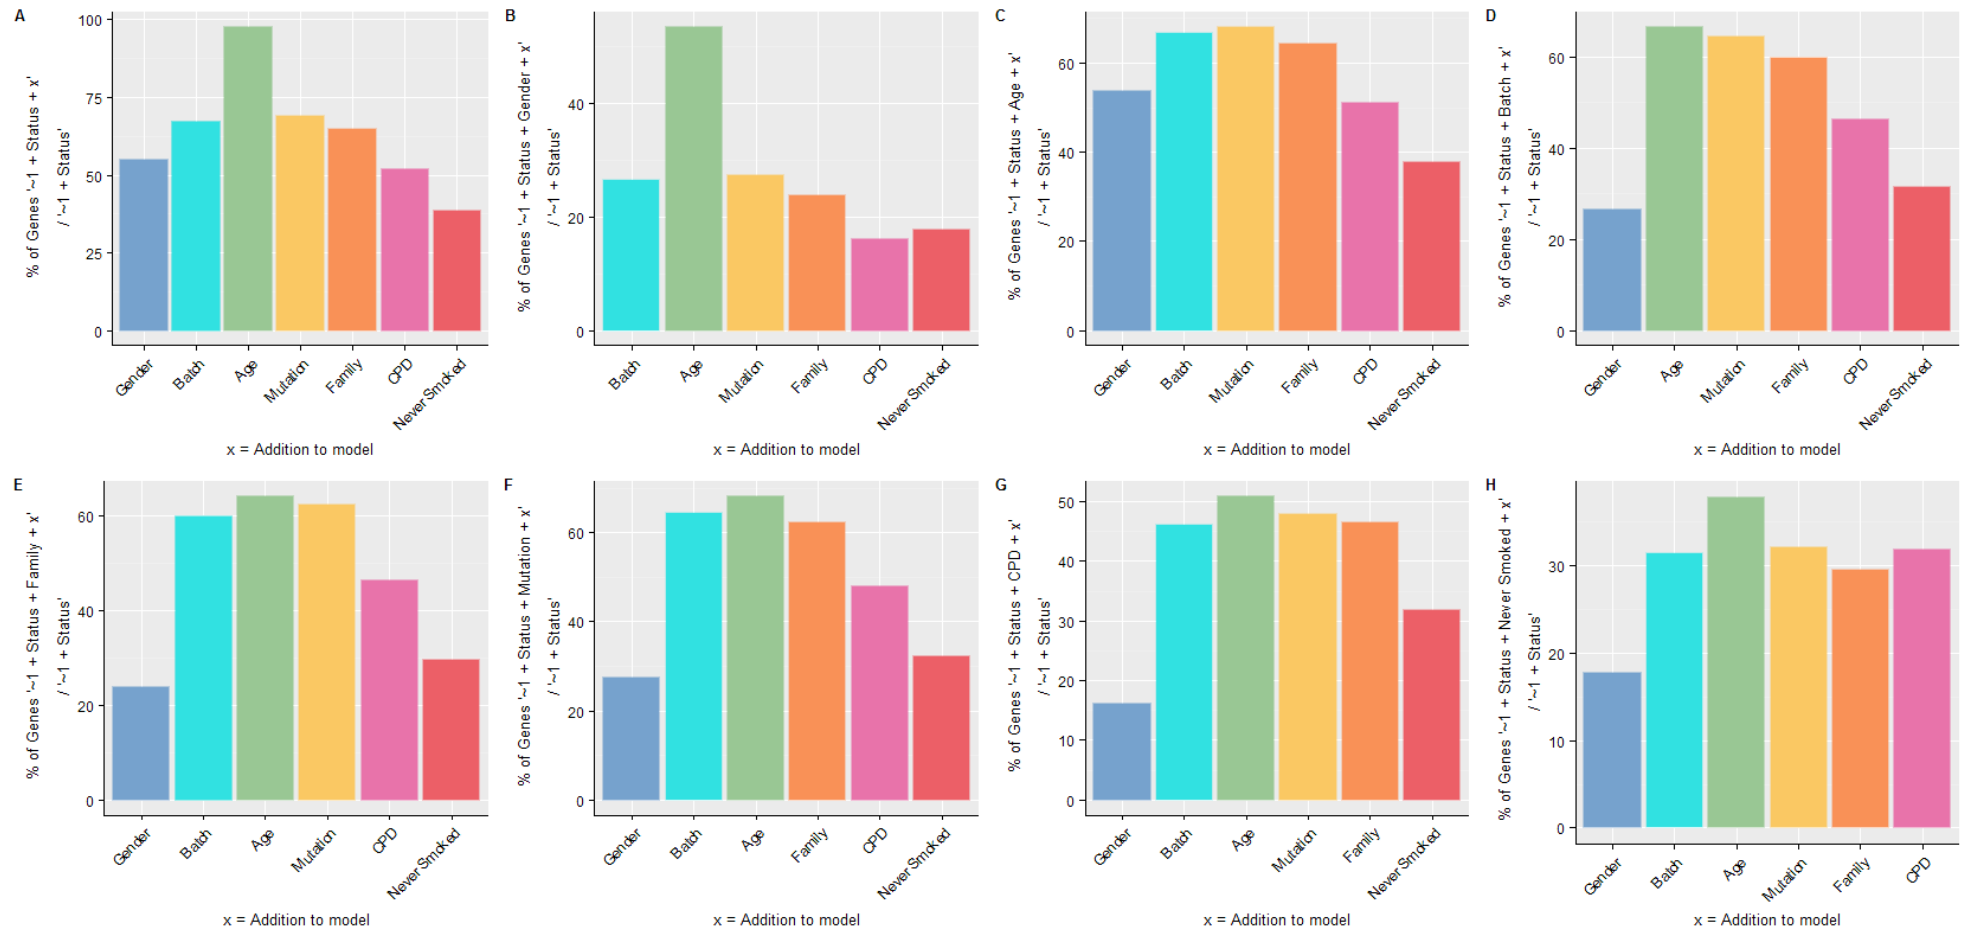 A
% of Genes '~1 + Status + x'
/ '~1 + Status'
100
75
50
25
0
Gender
Batch
Age
Mutation
Family
CPD
Never Smoked
x = Addition to model
B
% of Genes '~1 + Status + Gender + x'
/ '~1 + Status'
40
20
0
Batch
Age
Mutation
Family
CPD
Never Smoked
x = Addition to model
C
% of Genes '~1 + Status + Age + x'
/ '~1 + Status'
60
40
20
0
Gender
Batch
Mutation
Family
CPD
Never Smoked
x = Addition to model
D
% of Genes '~1 + Status + Batch + x'
/ '~1 + Status'
60
40
20
0
Gender
Age
Mutation
Family
CPD
Never Smoked
x = Addition to model
E
% of Genes '~1 + Status + Family + x'
/ '~1 + Status'
60
40
20
0
Gender
Batch
Age
Mutation
CPD
Never Smoked
x = Addition to model
F
% of Genes '~1 + Status + Mutation + x'
/ '~1 + Status'
60
40
20
0
Gender
Batch
Age
Family
CPD
Never Smoked
x = Addition to model
G
% of Genes '~1 + Status + CPD + x'
/ '~1 + Status'
50
40
30
20
10
0
Gender
Batch
Age
Mutation
Family
Never Smoked
x = Addition to model
H
% of Genes '~1 + Status + Never Smoked + x'
/ '~1 + Status'
30
20
10
0
Gender
Batch
Age
Mutation
Family
CPD
x = Addition to model